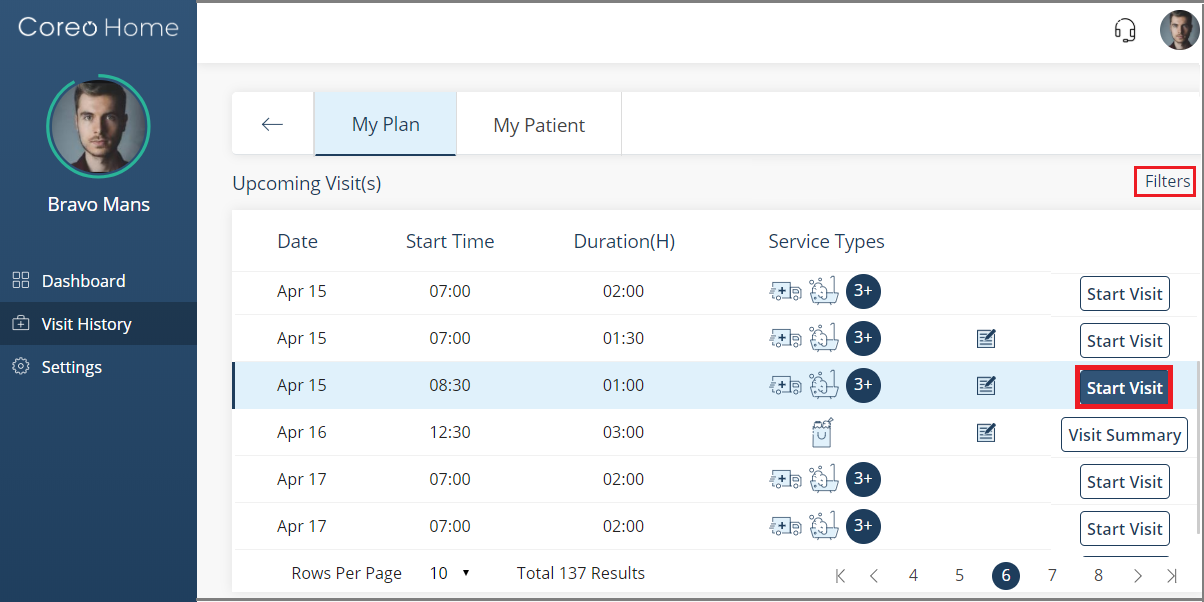 Coreo Home
Bravo Mans
Dashboard
Visit History
Settings
My Plan My Patient
Upcoming Visit(s) Filters
Date Start Time Duration(H) Service Types
Apr 15 07:00 02:00 3+ Start Visit
Apr 15 07:00 01:30 3+ Start Visit
Apr 15 08:30 01:00 3+ Start Visit
Apr 16 12:30 03:00 Visit Summary
Apr 17 07:00 02:00 3+ Start Visit
Apr 17 07:00 02:00 3+ Start Visit
Rows Per Page 10 Total 137 Results 4 5 6 7 8